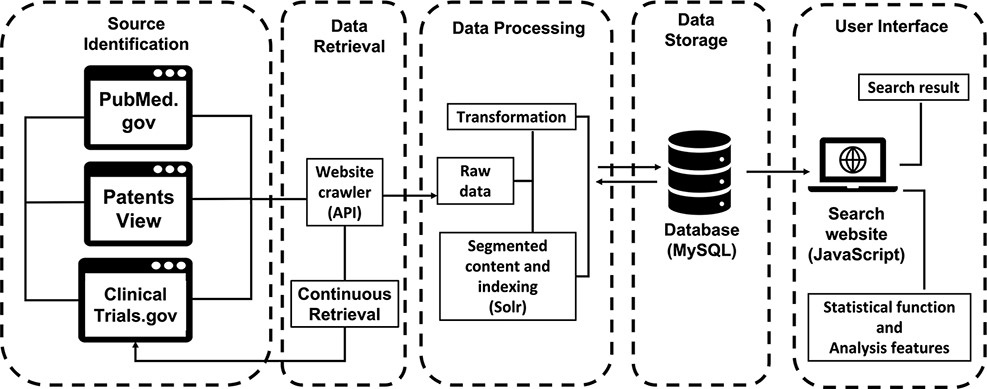 Source
Identification
PubMed.
gov
Patents
View
Clinical
Trials.gov
Data
Retrieval
Website
crawler
(API)
Continuous
Retrieval
Data Processing
Transformation
Raw
data
Segmented
content and
indexing
(Solr)
Data
Storage
Database
(MySQL)
User Interface
Search result
Search
website
(JavaScript)
Statistical function
and
Analysis features